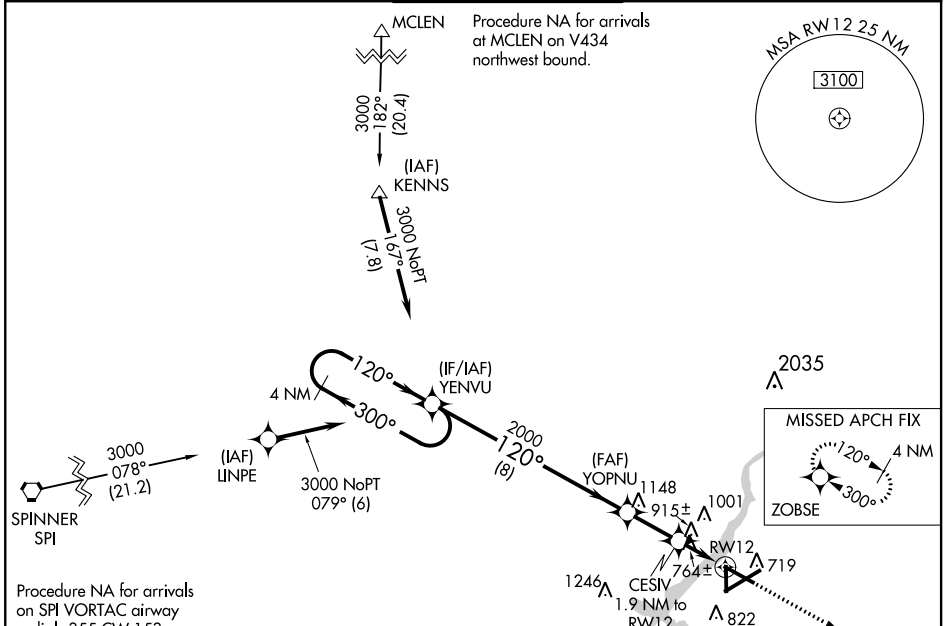 MCLEN
Procedure NA for arrivals
at MCLEN on V434
northwest bound.
MSA RW12 25 NM
3100
3000
182°
(20.4)
(IAF)
KENNS
3000 NoPT
167°
(7.8)
120°
4 NM
300°
(IF/IAF)
YENVU
2035
3000
078°
(21.2)
SPINNER
SPI
(IAF)
LINPE
3000 NoPT
079° (6)
2000
120°
(8)
(FAF)
YOPNU
1148
915±
1001
MISSED APCH FIX
120°
4 NM
300°
ZOBSE
RW12
764±
719
1246
CESIV
1.9 NM to
RW12
822
Procedure NA for arrivals
on SPI VORTAC airway